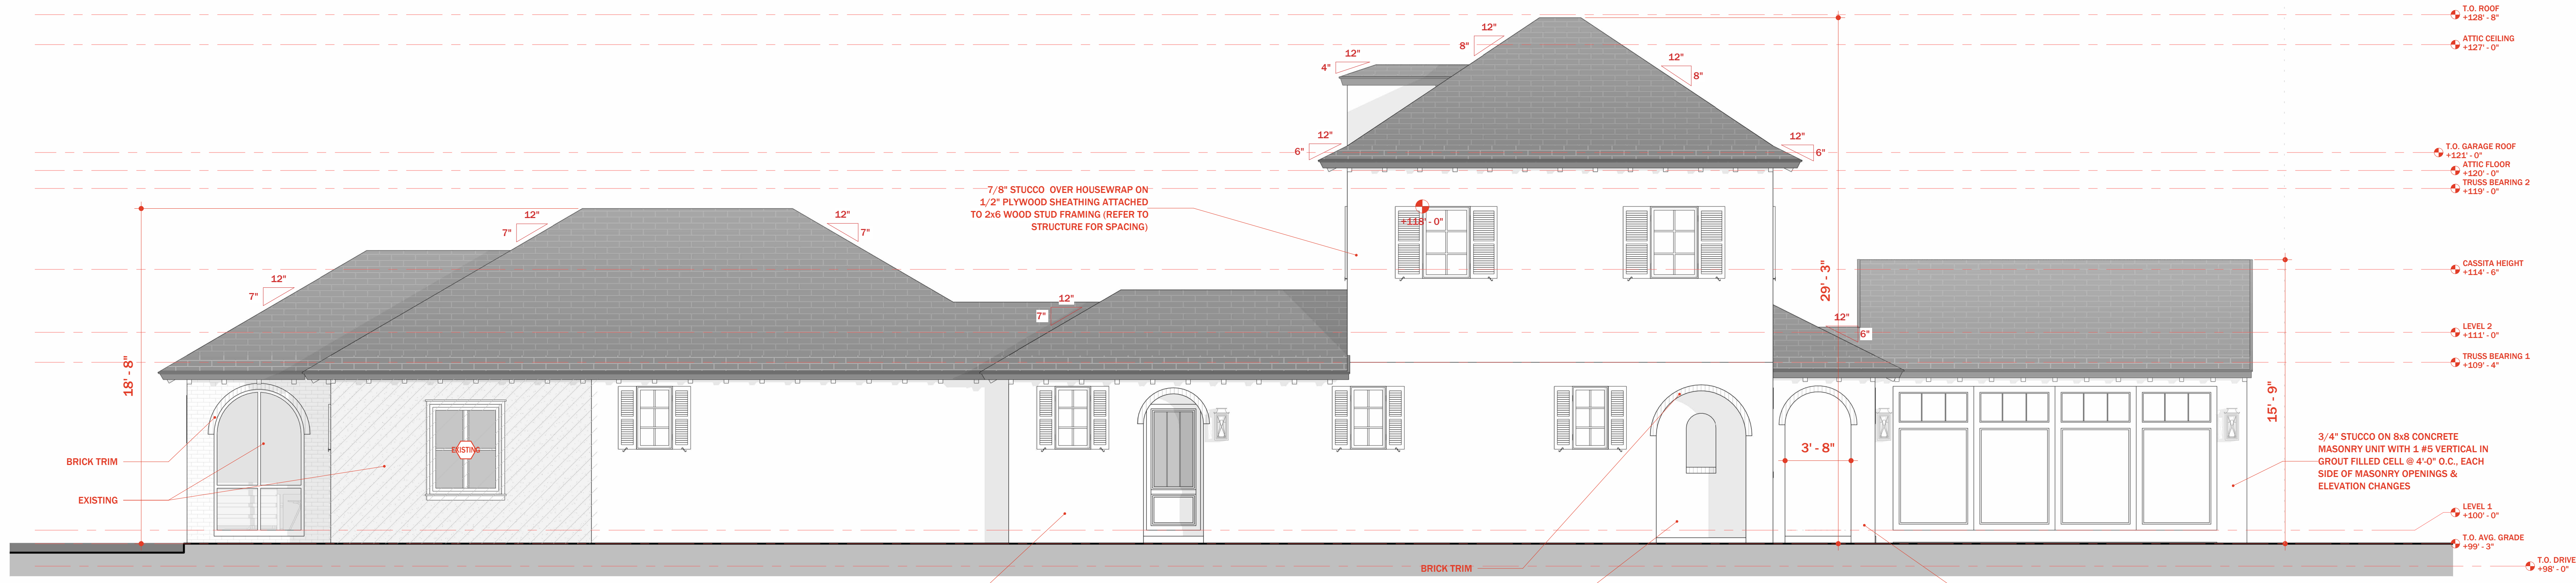 T.O. ROOF
+128' - 8"
ATTIC CEILING
+127' - 0"
12"
8"
12"
4"
12"
8"
12"
6"
12"
6"
T.O. GARAGE ROOF
+121' - 0"
ATTIC FLOOR
+120' - 0"
TRUSS BEARING 2
+119' - 0"
7/8" STUCCO OVER HOUSEWRAP ON
1/2" PLYWOOD SHEATHING ATTACHED
TO 2x6 WOOD STUD FRAMING (REFER TO
STRUCTURE FOR SPACING)
+118' - 0"
12"
7"
12"
7"
12"
7"
29' - 3"
CASSITA HEIGHT
+114' - 6"
12"
7"
12"
6"
LEVEL 2
+111' - 0"
TRUSS BEARING 1
+109' - 4"
18' - 8"
15' - 9"
BRICK TRIM
EXISTING
EXISTING
3' - 8"
3/4" STUCCO ON 8x8 CONCRETE
MASONRY UNIT WITH 1 #5 VERTICAL IN
GROUT FILLED CELL @ 4'-0" O.C., EACH
SIDE OF MASONRY OPENINGS &
ELEVATION CHANGES
LEVEL 1
+100' - 0"
T.O. AVG. GRADE
+99' - 3"
BRICK TRIM
T.O. DRIVE
+98' - 0"